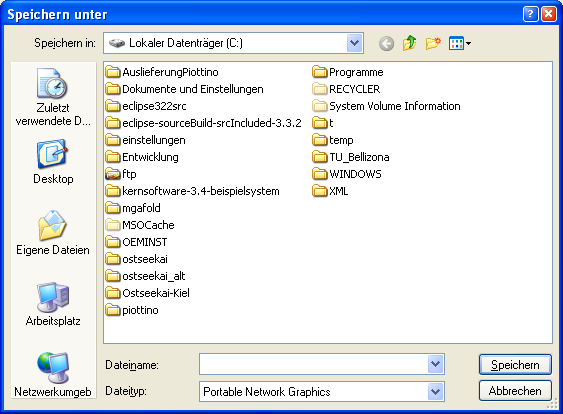 Speichern unter
Speichern in:
Lokaler Datenträger (C:)
Zuletzt
verwendete D...
Desktop
Eigene Dateien
Arbeitsplatz
Netzwerkumgeb
AuslieferungPiottino
Dokumente und Einstellungen
eclipse322src
eclipse-sourceBuild-srcIncluded-3.3.2
einstellungen
Entwicklung
ftp
kernsoftware-3.4-beispielsystem
mgafold
MSOCache
OEMINST
ostseekai
ostseekai_alt
Ostseekai-Kiel
piottino
Programme
RECYCLER
System Volume Information
t
temp
TU_Bellizona
WINDOWS
XML
Dateiname:
Speichern
Dateityp:
Portable Network Graphics
Abbrechen